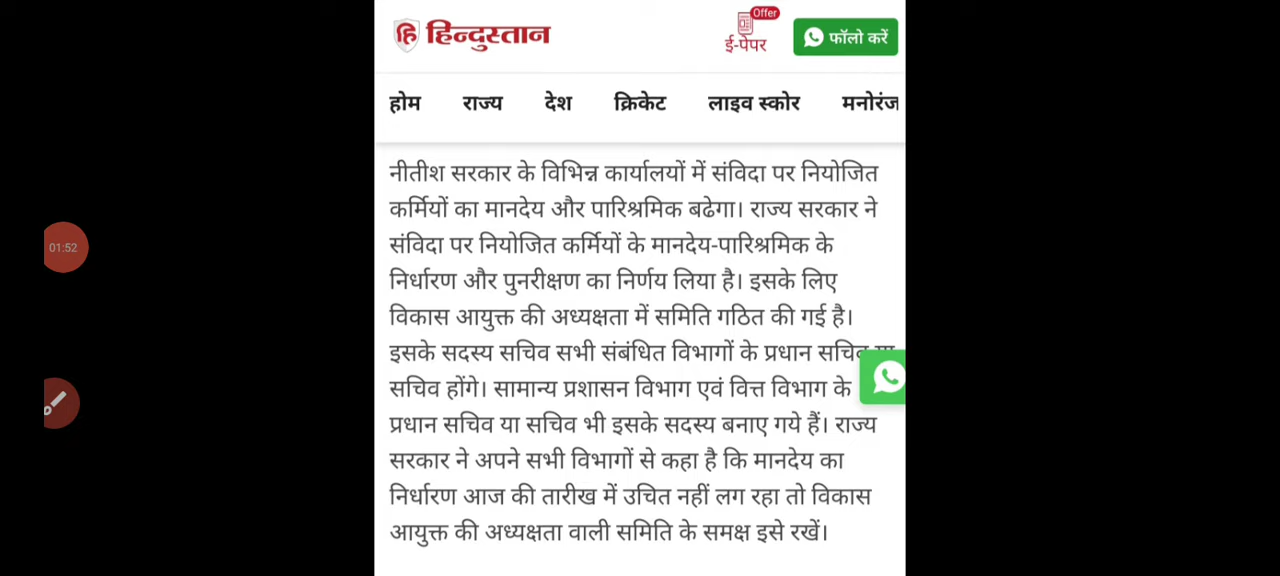 हि हिन्दुस्तान
Offer
ई-पेपर
फॉलो करें
होम राज्य देश क्रिकेट लाइव स्कोर मनोरंज
नीतीश सरकार के विभिन्न कार्यालयों में संविदा पर नियोजित
कर्मियों का मानदेय और पारिश्रमिक बढेगा। राज्य सरकार ने
संविदा पर नियोजित कर्मियों के मानदेय-पारिश्रमिक के
निर्धारण और पुनरीक्षण का निर्णय लिया है। इसके लिए
विकास आयुक्त की अध्यक्षता में समिति गठित की गई है।
इसके सदस्य सचिव सभी संबंधित विभागों के प्रधान सचिव या
सचिव होंगे। सामान्य प्रशासन विभाग एवं वित्त विभाग के
प्रधान सचिव या सचिव भी इसके सदस्य बनाए गये हैं। राज्य
सरकार ने अपने सभी विभागों से कहा है कि मानदेय का
निर्धारण आज की तारीख में उचित नहीं लग रहा तो विकास
आयुक्त की अध्यक्षता वाली समिति के समक्ष इसे रखें।
01:52